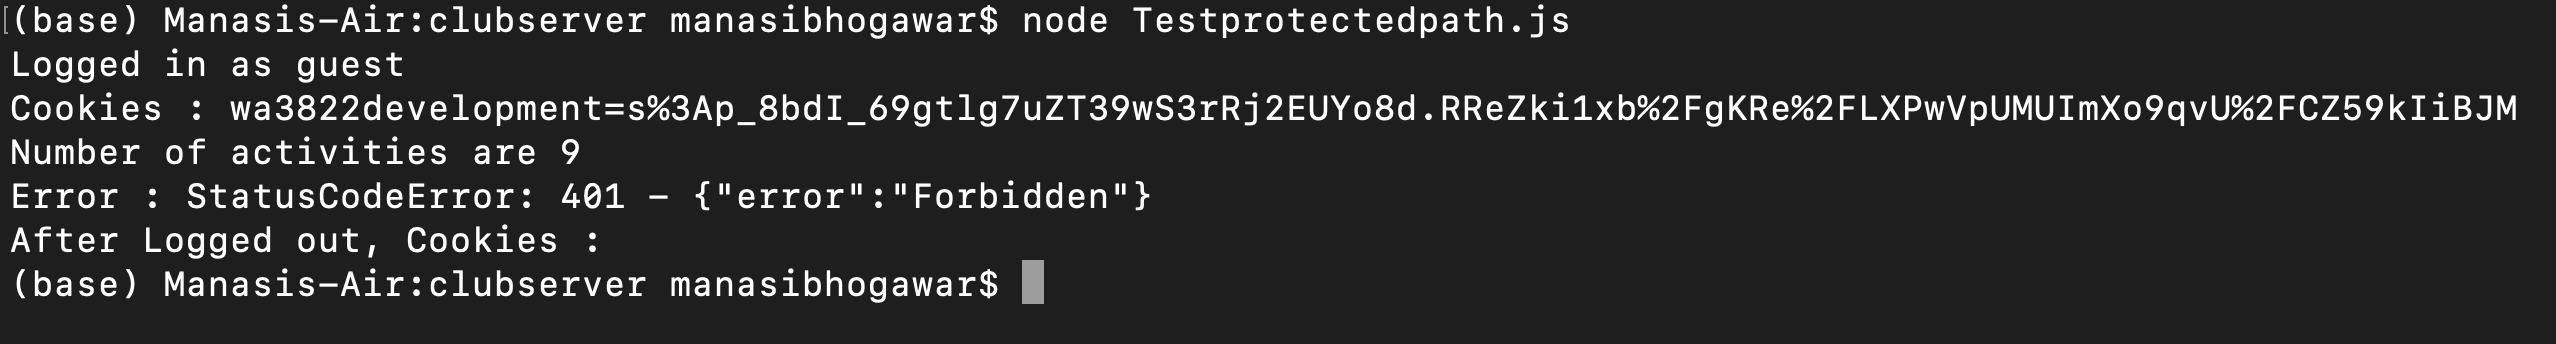 (base) Manasis-Air:clubserver manasibhogawar$ node Testprotectedpath.js
Logged in as guest
Cookies : wa3822development=s%3Ap_8bdI_69gtlg7uZT39wS3rRj2EUYo8d.RReZki1xb%2FgKRe%2FLXPwVpUMUImXo9qvU%2FCZ59kIiBJM
Number of activities are 9
Error : StatusCodeError: 401 - {"error":"Forbidden"}
After Logged out, Cookies :
(base) Manasis-Air:clubserver manasibhogawar$